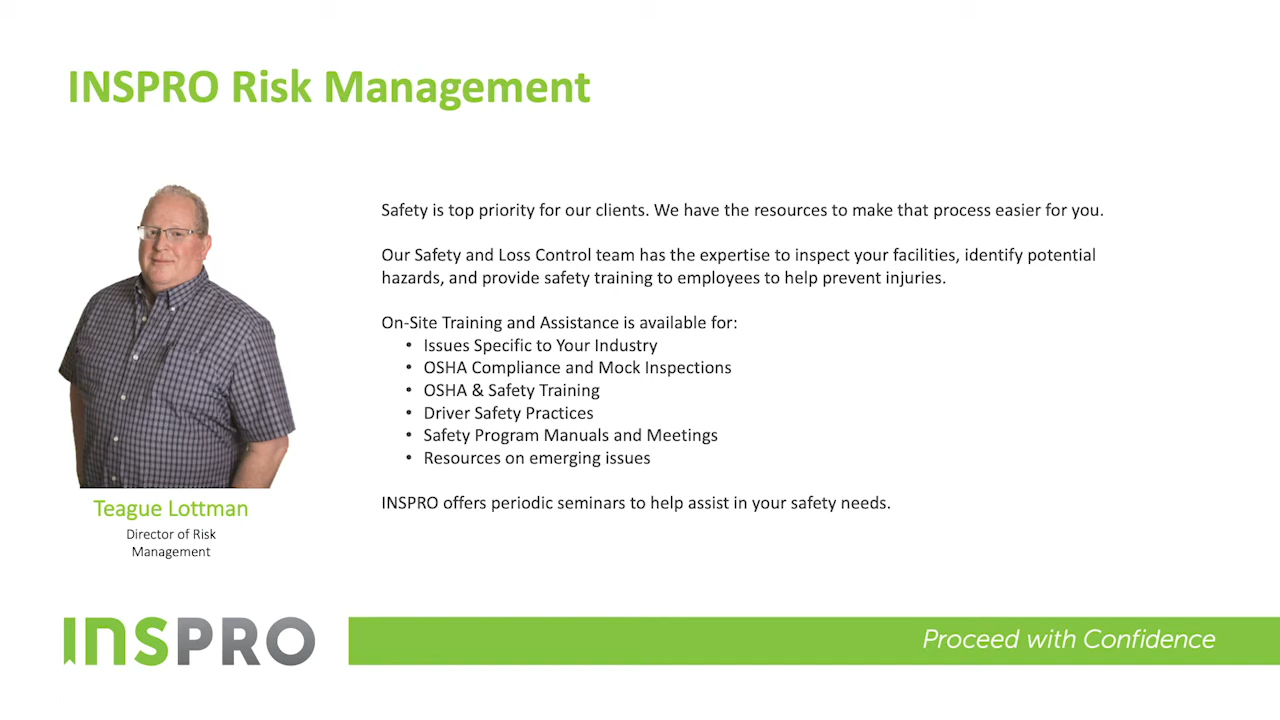 INSPRO Risk Management
Safety is top priority for our clients. We have the resources to make that process easier for you.
Our Safety and Loss Control team has the expertise to inspect your facilities, identify potential
hazards, and provide safety training to employees to help prevent injuries.
On-Site Training and Assistance is available for:
• Issues Specific to Your Industry
• OSHA Compliance and Mock Inspections
• OSHA & Safety Training
• Driver Safety Practices
• Safety Program Manuals and Meetings
• Resources on emerging issues
INSPRO offers periodic seminars to help assist in your safety needs.
Teague Lottman
Director of Risk
Management
INSPRO
Proceed with Confidence